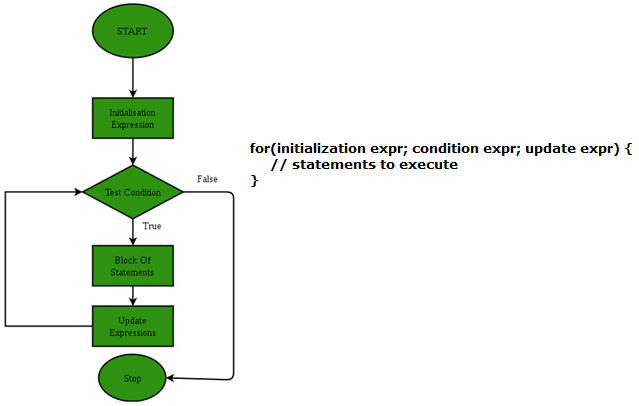 START
Initialisation
Expression
for(initialization expr; condition expr; update expr) {
// statements to execute
}
Test Condition
False
True
Block Of
Statements
Update
Expressions
Stop